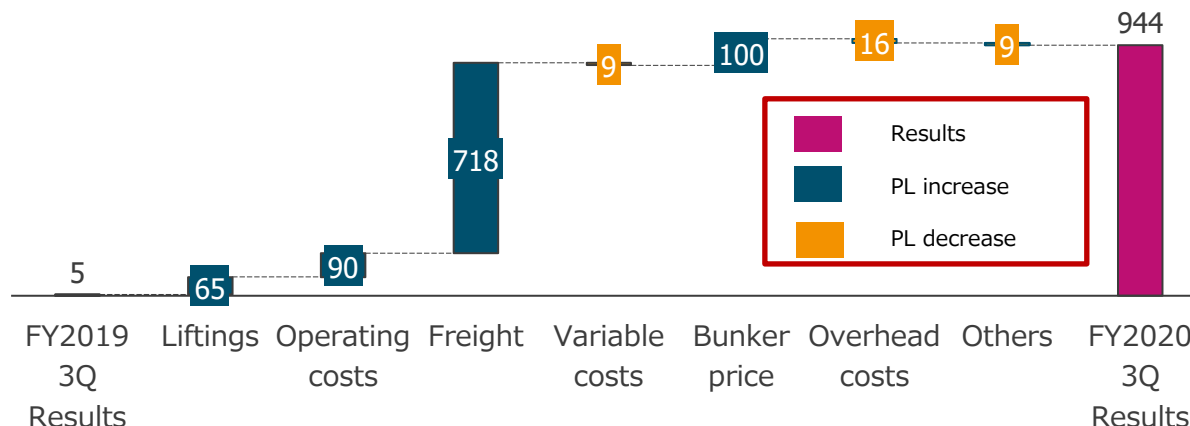 944
100
16
9
9
718
Results
PL increase
PL decrease
5
65
90
FY2019
3Q
Results
Liftings
Operating
costs
Freight
Variable
costs
Bunker
price
Overhead
costs
Others
FY2020
3Q
Results